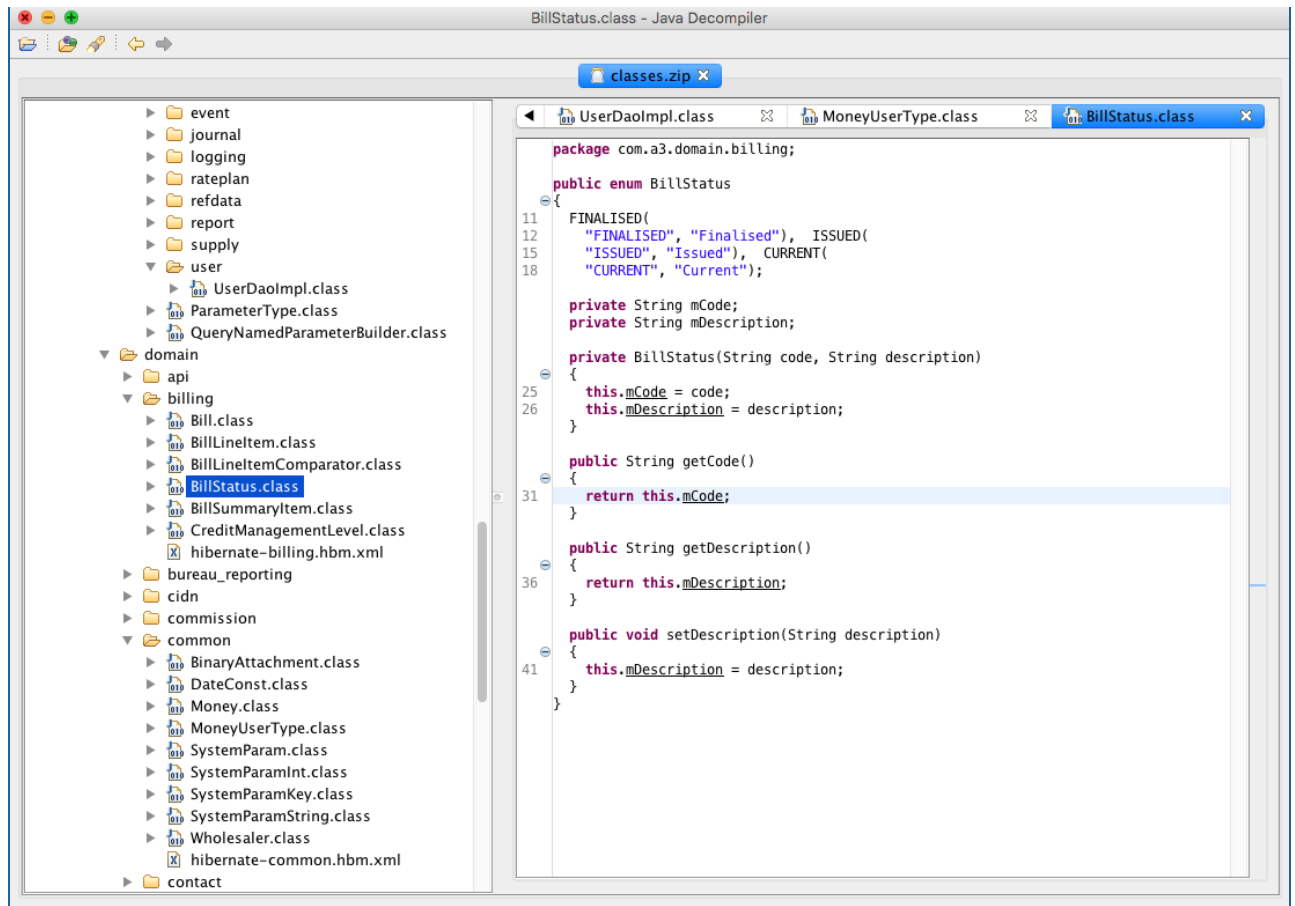 BillStatus.class - Java Decompiler
classes.zip
event
journal
logging
rateplan
refdata
report
supply
user
UserDaoImpl.class
ParameterType.class
QueryNamedParameterBuilder.class
domain
api
billing
Bill.class
BillLineItem.class
BillLineItemComparator.class
BillStatus.class
BillSummaryItem.class
CreditManagementLevel.class
hibernate-billing.hbm.xml
bureau_reporting
cidn
commission
common
BinaryAttachment.class
DateConst.class
Money.class
MoneyUserType.class
SystemParam.class
SystemParamInt.class
SystemParamKey.class
SystemParamString.class
Wholesaler.class
hibernate-common.hbm.xml
contact
UserDaoImpl.class MoneyUserType.class BillStatus.class
package com.a3.domain.billing;
public enum BillStatus
{
11 FINALISED(
12 "FINALISED", "Finalised"), ISSUED(
15 "ISSUED", "Issued"), CURRENT(
18 "CURRENT", "Current");
private String mCode;
private String mDescription;
private BillStatus(String code, String description)
{
25 this.mCode = code;
26 this.mDescription = description;
}
public String getCode()
{
31 return this.mCode;
}
public String getDescription()
{
36 return this.mDescription;
}
public void setDescription(String description)
{
41 this.mDescription = description;
}
}